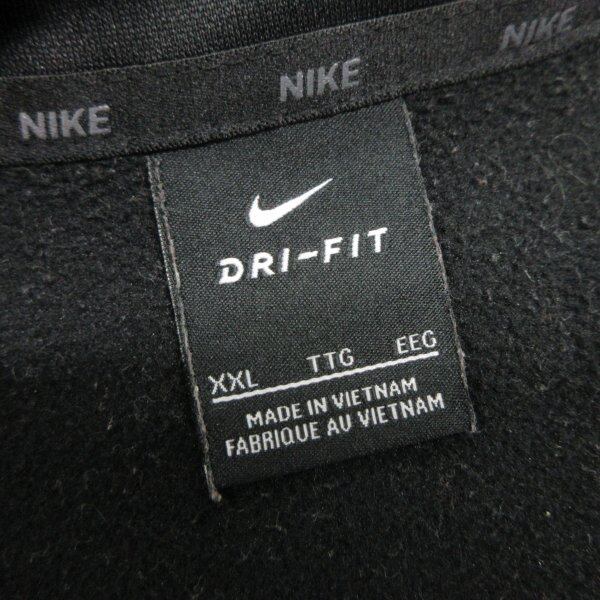 NIKE NIKE NIKE
DRI-FIT
XXL TTG EEG
MADE IN VIETNAM
FABRIQUE AU VIETNAM